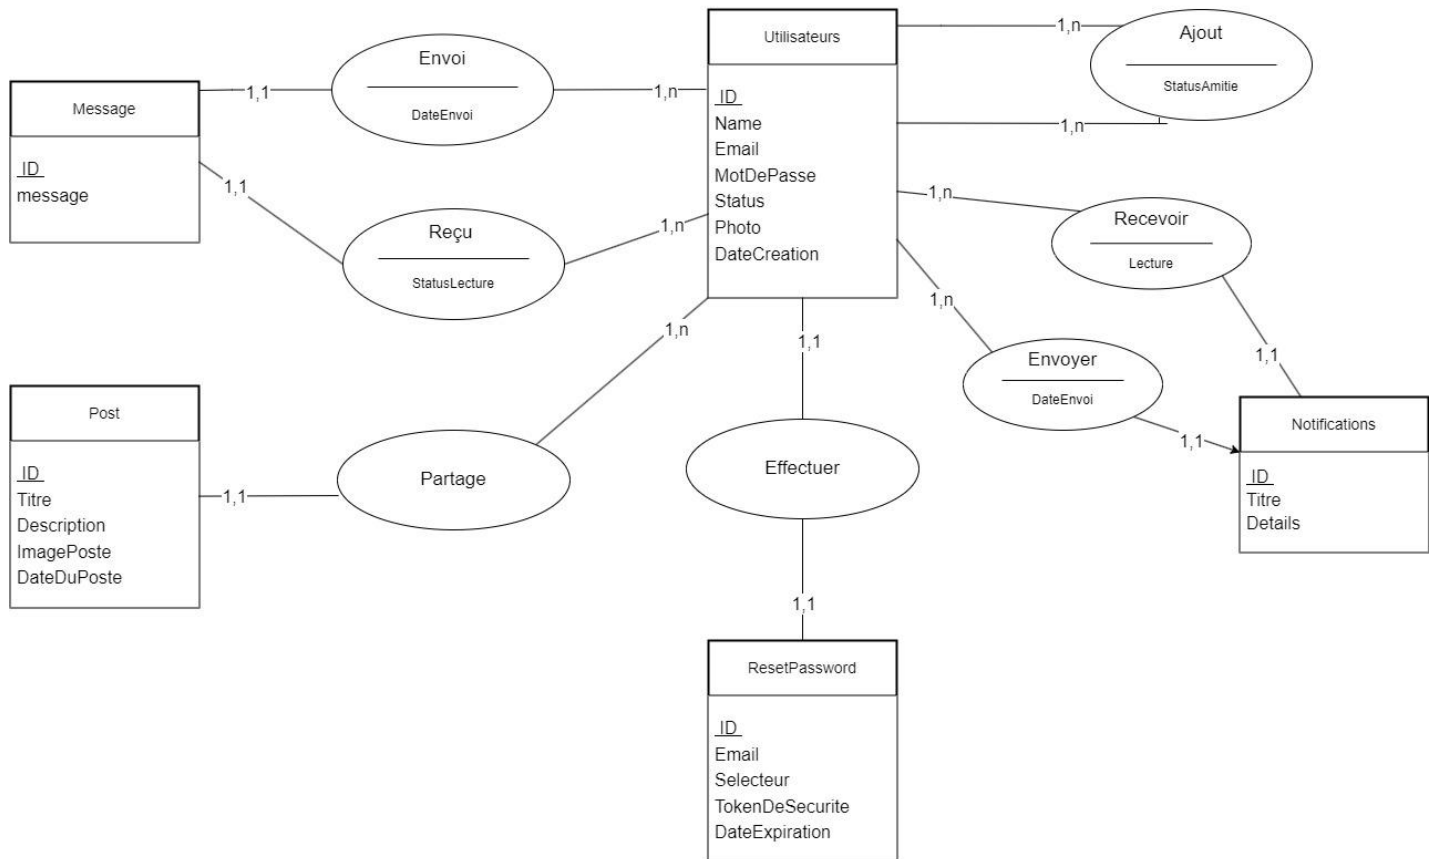 Utilisateurs
ID
Name
Email
MotDePasse
Status
Photo
DateCreation
Envoi
DateEnvoi
1,1
1,n
Message
ID
message
1,1
Reçu
StatusLecture
1,n
Ajout
StatusAmitie
1,n
1,n
Recevoir
Lecture
1,n
1,1
Envoyer
DateEnvoi
1,n
1,1
Notifications
ID
Titre
Details
Post
ID
Titre
Description
ImagePoste
DateDuPoste
1,1
Partage
1,n
1,1
Effectuer
1,1
ResetPassword
ID
Email
Selecteur
TokenDeSecurite
DateExpiration